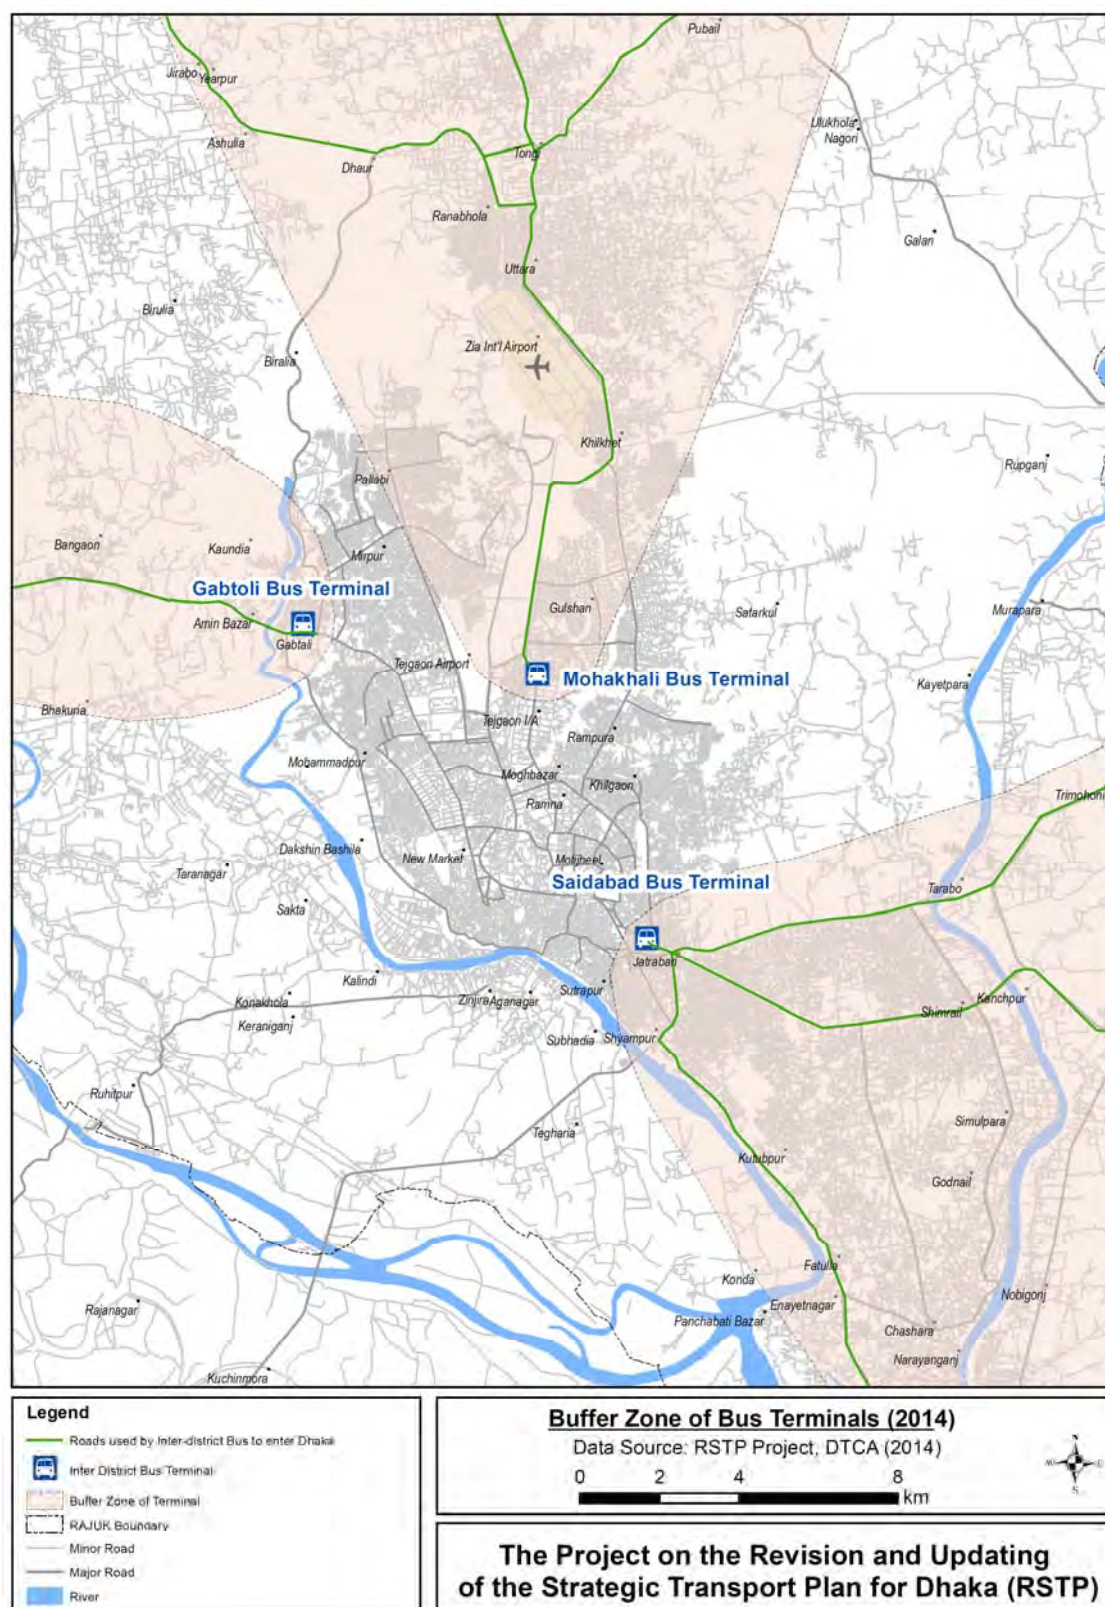 Pubail
Jirabo
Yearpur
Ulukhola
Nagori
Ashulia
Tongi
Dhaur
Ranabhola
Galan
Uttara
Birulia
Zia Int'l Airport
Biralia
Khilkhet
Rupganj
Pallabi
Bangaon
Kaundia
Mirpur
Gabtoli Bus Terminal
Gulshan
Satarkul
Murapara
Amin Bazar
Gabtali
Tejgaon Airport
Mohakhali Bus Terminal
Kayetpara
Bhakuria
Tejgaon I/A
Rampura
Mohammadpur
Moghbazar
Khilgaon
Ramna
Trimohoni
Dakshin Bashila
New Market
Motijheel
Taranagar
Saidabad Bus Terminal
Tarabo
Sakta
Jatrabari
Kalindi
Sutrapur
Konakhola
Zinjira
Aganagar
Kanchpur
Shimrail
Keraniganj
Subhadia
Shyampur
Ruhitpur
Simulpara
Tegharia
Kutubpur
Godnail
Fatulla
Konda
Nobigonj
Rajanagar
Enayetnagar
Panchabati Bazar
Chashara
Narayanganj
Kuchinmora
Legend
Roads used by Inter-district Bus to enter Dhaka
Inter District Bus Terminal
Buffer Zone of Terminal
RAJUK Boundary
Minor Road
Major Road
River
Buffer Zone of Bus Terminals (2014)
Data Source: RSTP Project, DTCA (2014)
0 2 4 8
km
N
W E
S
The Project on the Revision and Updating
of the Strategic Transport Plan for Dhaka (RSTP)